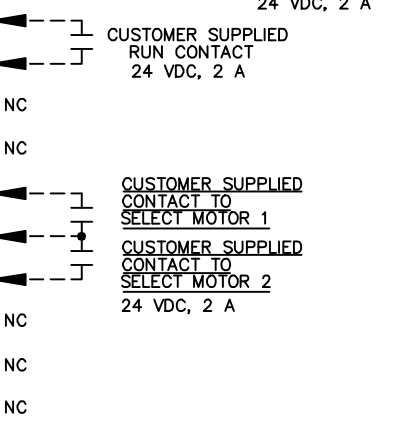 24 VDC, 2 A
CUSTOMER SUPPLIED
RUN CONTACT
24 VDC, 2 A
NC
NC
CUSTOMER SUPPLIED
CONTACT TO
SELECT MOTOR 1
CUSTOMER SUPPLIED
CONTACT TO
SELECT MOTOR 2
24 VDC, 2 A
NC
NC
NC